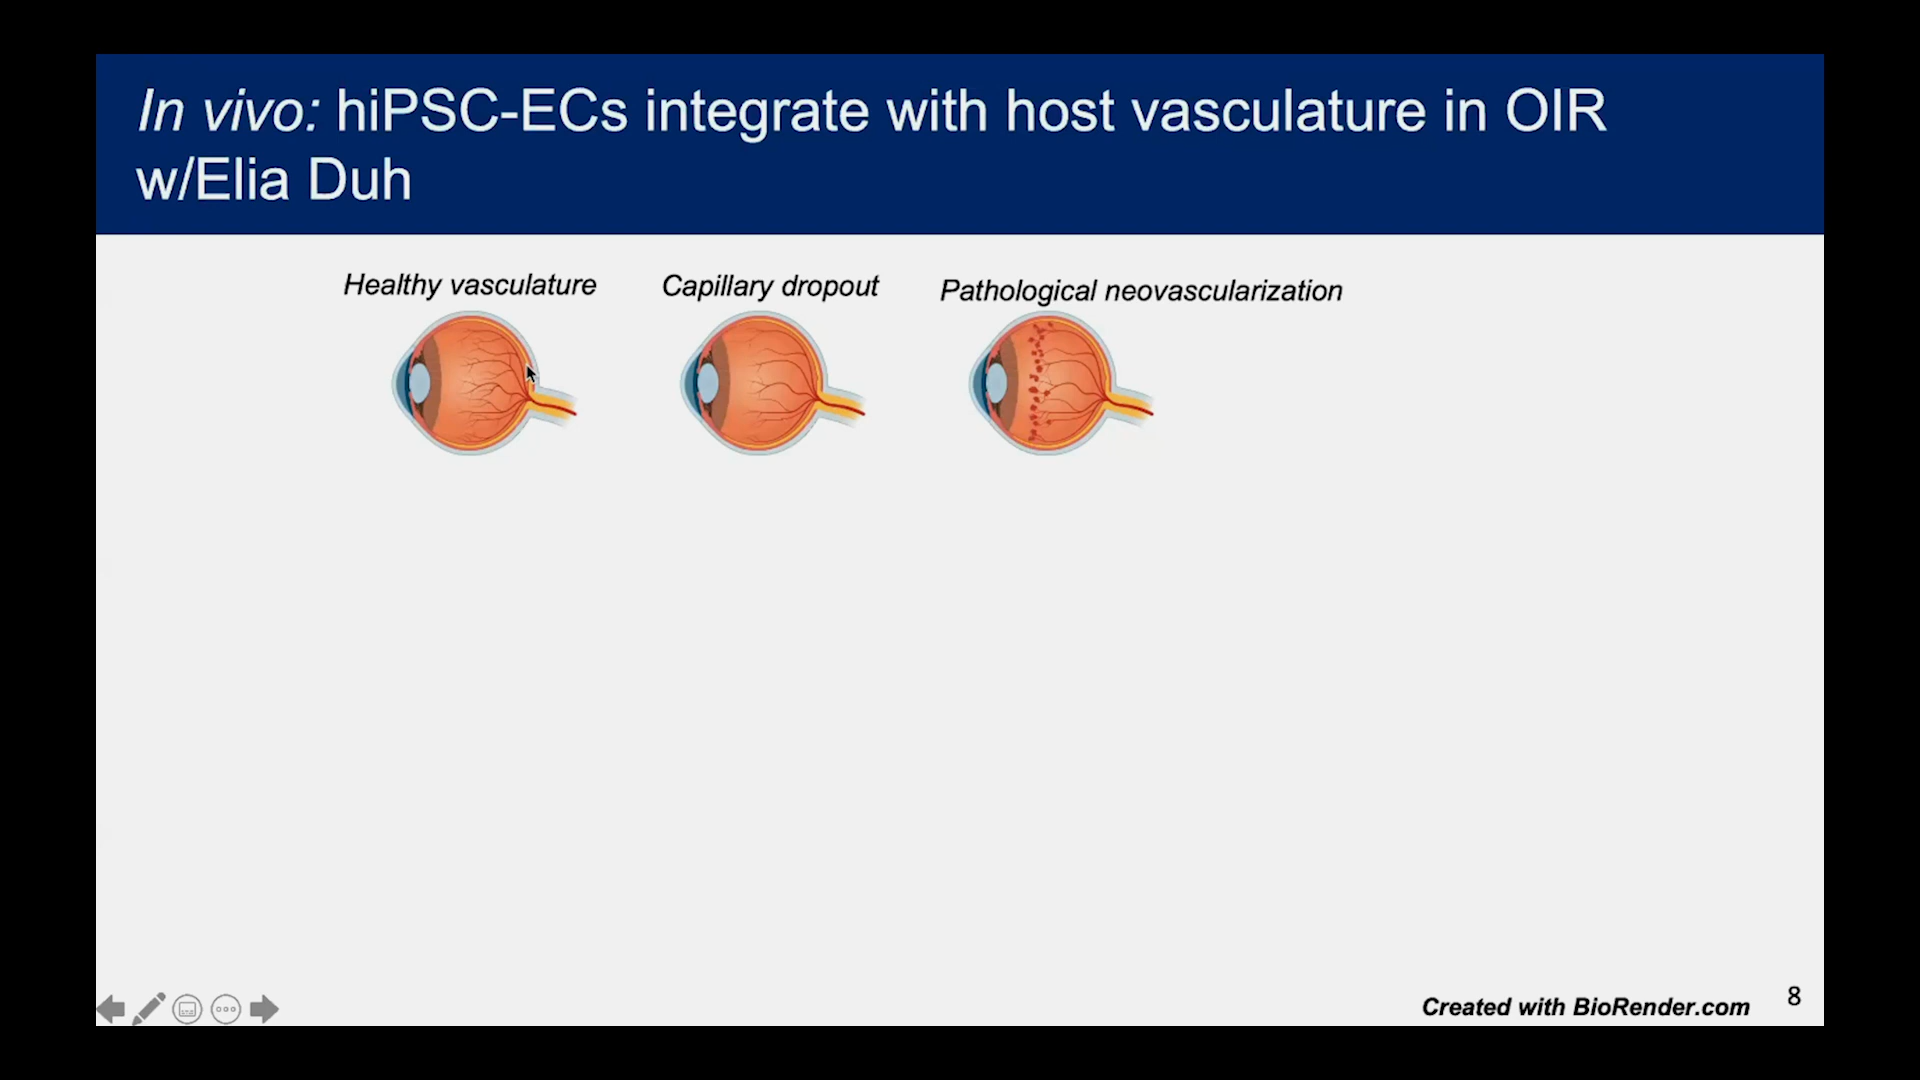 In vivo: hiPSC-ECs integrate with host vasculature in OIR
w/Elia Duh
Healthy vasculature
Capillary dropout
Pathological neovascularization
Created with BioRender.com
8